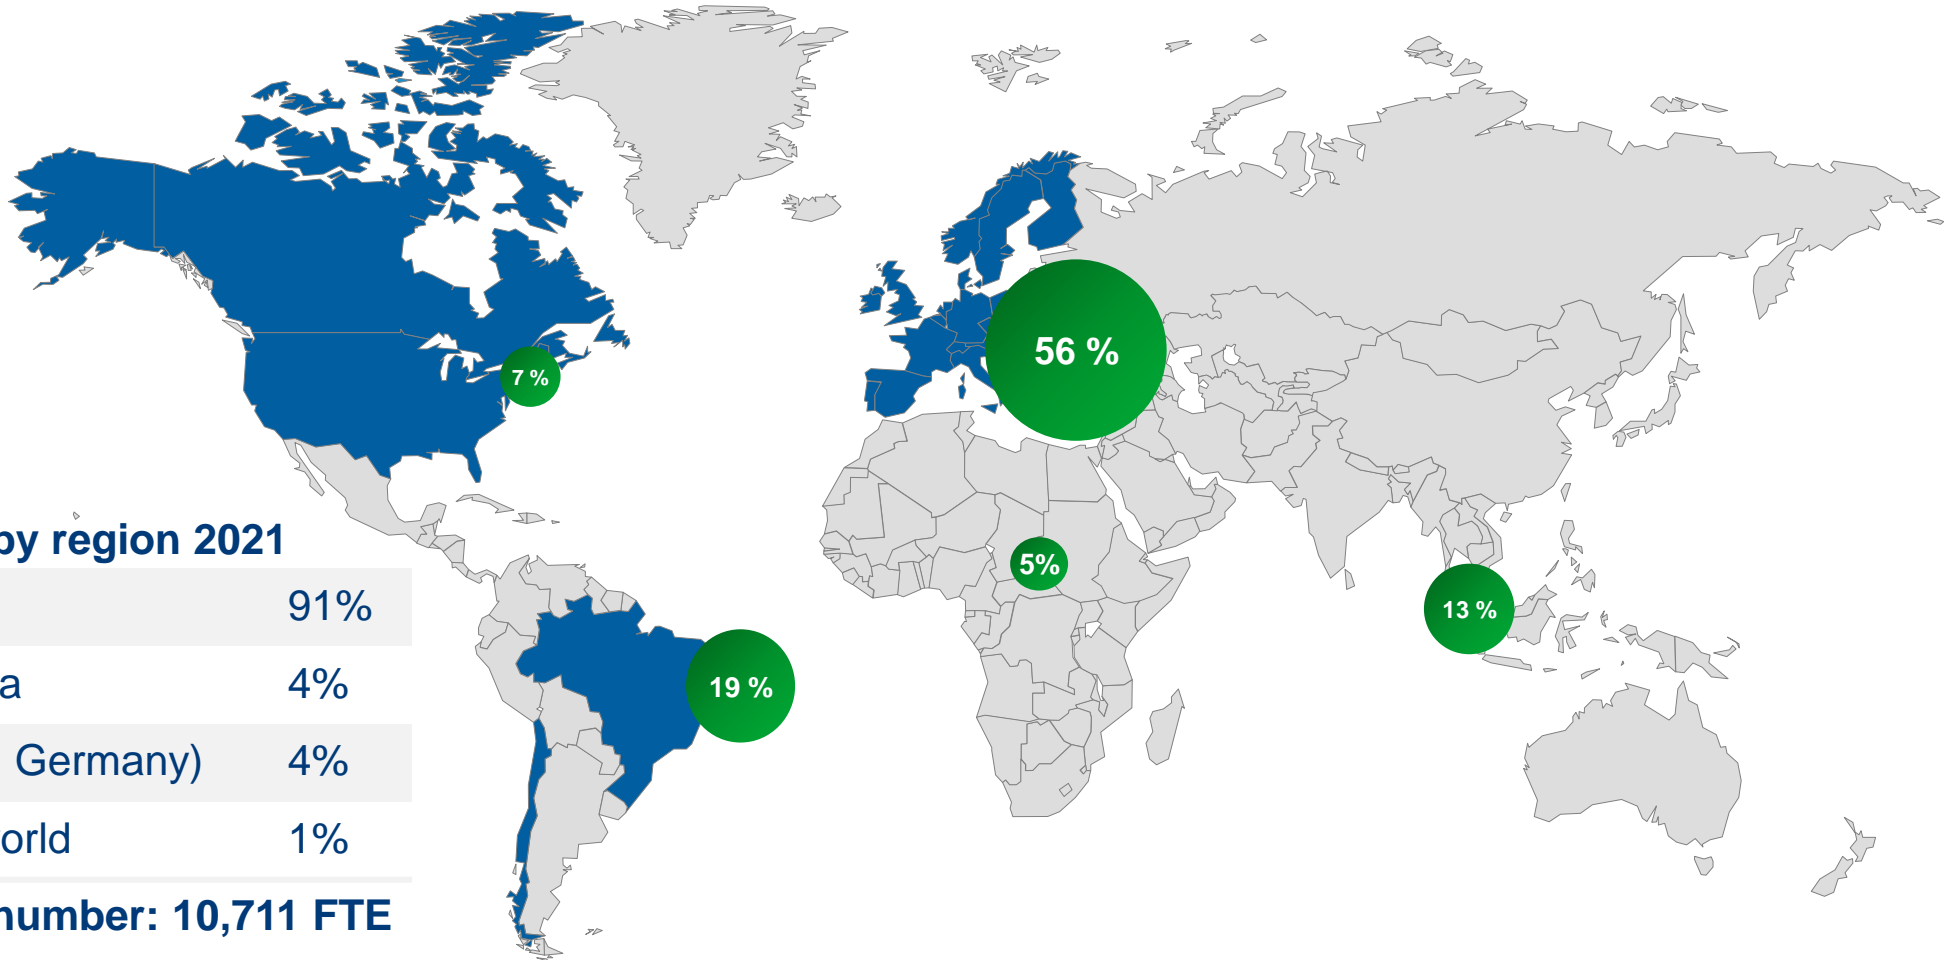 56 %
7 %
by region 2021
5%
91%
13 %
a 4%
19 %
Germany) 4%
orld 1%
number: 10,711 FTE